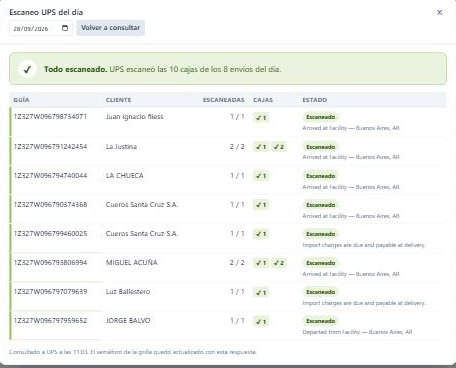 Escaneo UPS del día
28/09/2026 Volver a consultar
✓ Todo escaneado. UPS escaneó las 10 cajas de los 8 envíos del día.
GUÍA CLIENTE ESCANEADAS CAJAS ESTADO
1Z327W096798734071 Juan ignacio fliess 1 / 1 ✓ 1 Escaneado
Arrived at Facility — Buenos Aires, AR
1Z327W096791242454 La Justina 2 / 2 ✓ 1 ✓ 2 Escaneado
Arrived at Facility — Buenos Aires, AR
1Z327W096794740044 LA CHUECA 1 / 1 ✓ 1 Escaneado
Arrived at Facility — Buenos Aires, AR
1Z327W096790374368 Cueros Santa Cruz S.A. 1 / 1 ✓ 1 Escaneado
Arrived at Facility — Buenos Aires, AR
1Z327W096799460025 Cueros Santa Cruz S.A. 1 / 1 ✓ 1 Escaneado
Import charges are due and payable at delivery.
1Z327W096793806994 MIGUEL ACUÑA 2 / 2 ✓ 1 ✓ 2 Escaneado
Arrived at Facility — Buenos Aires, AR
1Z327W096797079639 Luz Ballestero 1 / 1 ✓ 1 Escaneado
Import charges are due and payable at delivery.
1Z327W096797959652 JORGE BALVO 1 / 1 ✓ 1 Escaneado
Departed from Facility — Buenos Aires, AR
Consultado a UPS a las 11:03. El semáforo de la grilla quedó actualizado con esta respuesta.